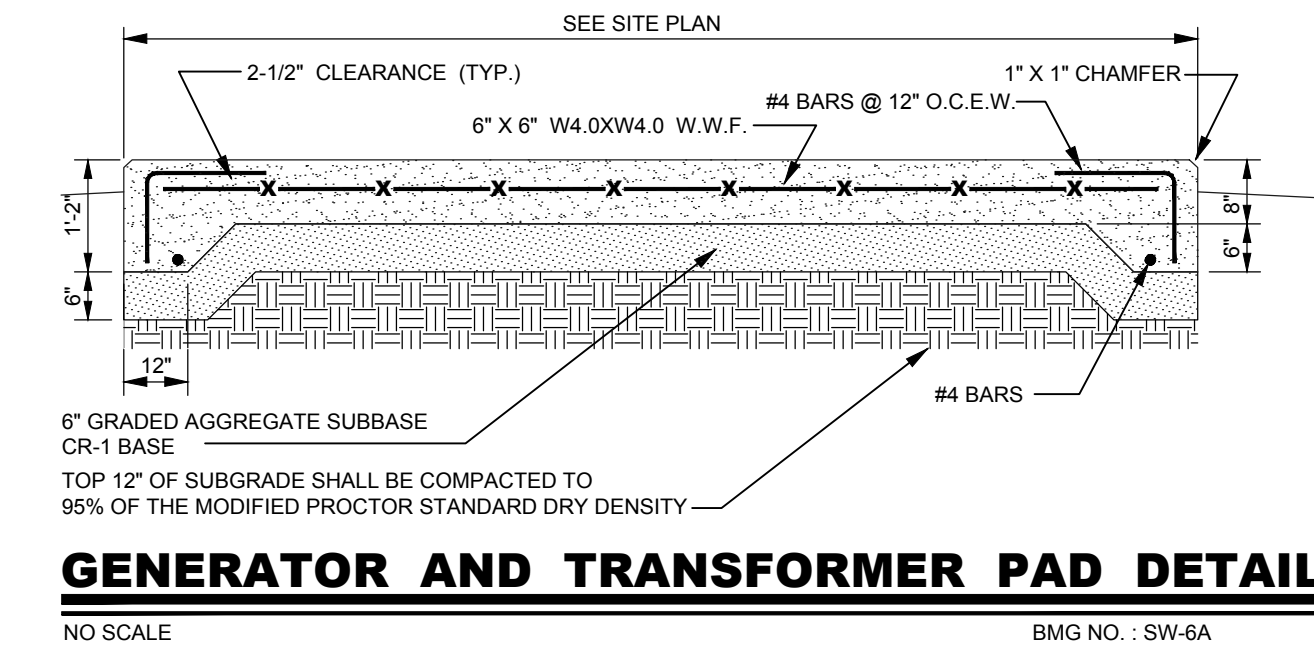 SEE SITE PLAN
2-1/2" CLEARANCE (TYP.)
1" X 1" CHAMFER
#4 BARS @ 12" O.C.E.W.
6" X 6" W4.0XW4.0 W.W.F.
X X X X X X X X
1'-2"
8"
6"
6"
12"
#4 BARS
6" GRADED AGGREGATE SUBBASE
CR-1 BASE
TOP 12" OF SUBGRADE SHALL BE COMPACTED TO
95% OF THE MODIFIED PROCTOR STANDARD DRY DENSITY
GENERATOR AND TRANSFORMER PAD DETAIL
NO SCALE
BMG NO. : SW-6A